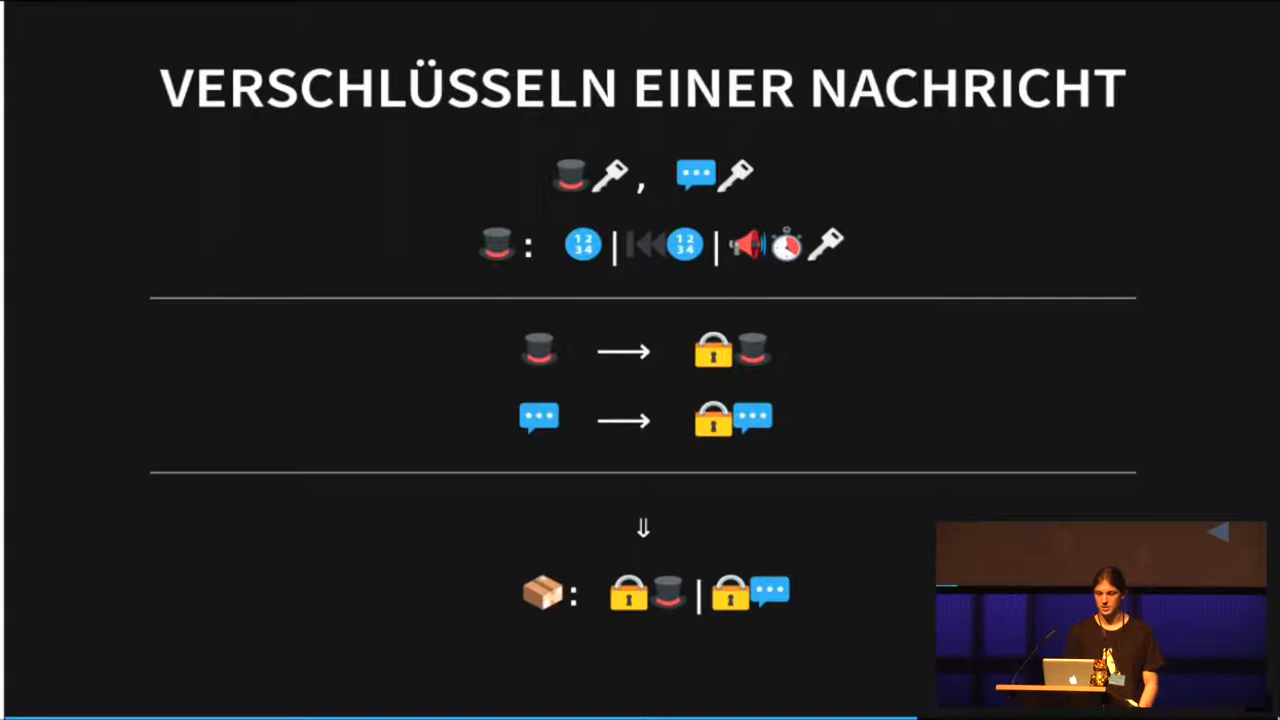 VERSCHLÜSSELN EINER NACHRICHT
🎩🔑, 💬🔑
🎩: 🔢 | ⏮🔢 | 📢⏱🔑
🎩 ⟶ 🔒🎩
💬 ⟶ 🔒💬
⇓
📦: 🔒🎩 | 🔒💬